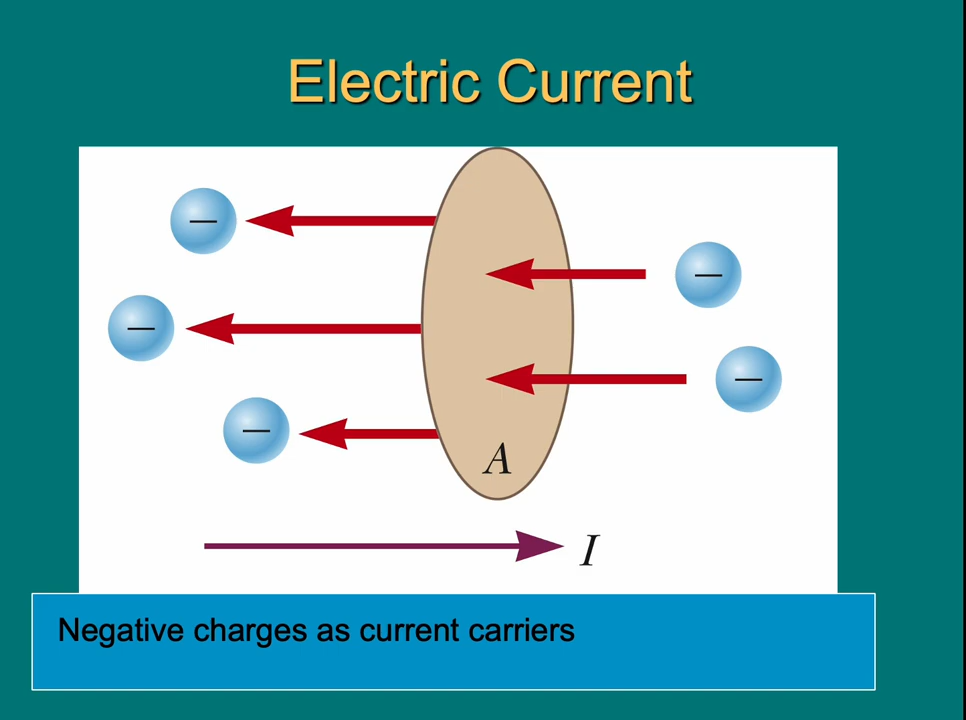 Electric Current
−
−
−
−
−
A
I
Negative charges as current carriers